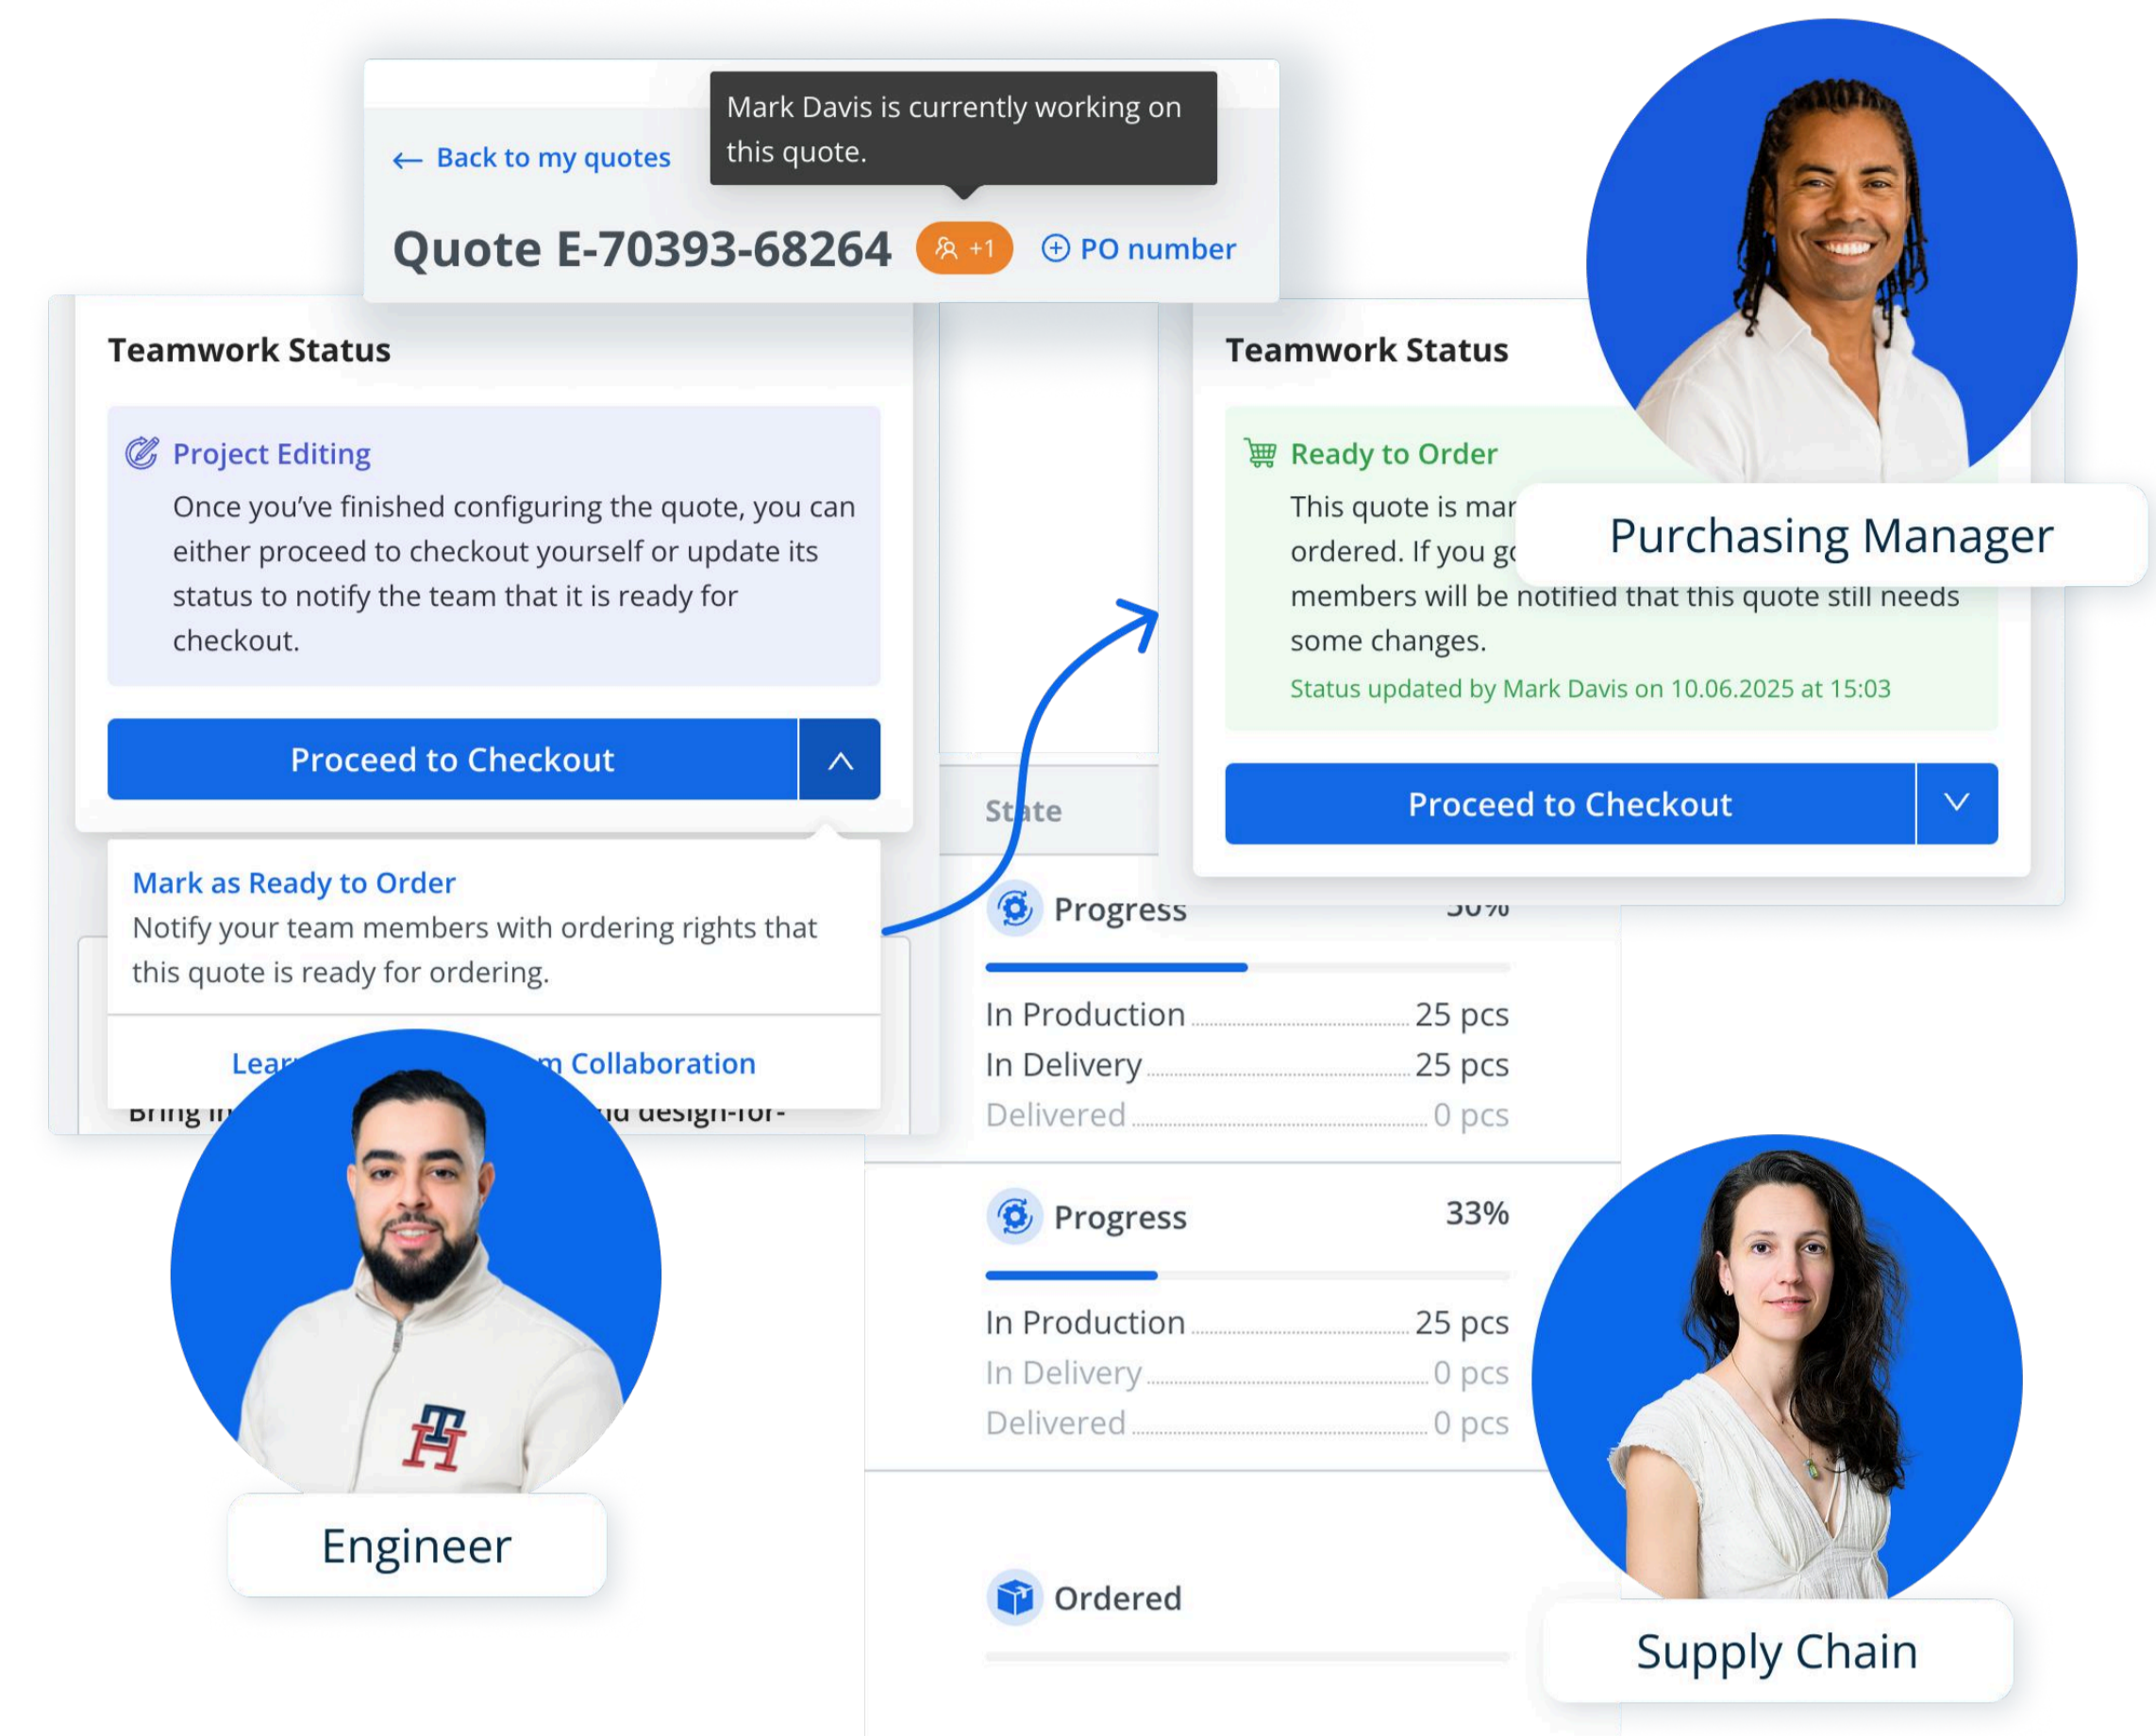 Mark Davis is currently working on
this quote.
← Back to my quotes
Quote E-70393-68264 +1 PO number
Teamwork Status
Project Editing
Once you’ve finished configuring the quote, you can
either proceed to checkout yourself or update its
status to notify the team that it is ready for
checkout.
Proceed to Checkout
Mark as Ready to Order
Notify your team members with ordering rights that
this quote is ready for ordering.
Collaboration
Bring design-for-
Engineer
Teamwork Status
Ready to Order
This quote is
ordered. If you
members will be notified that this quote still needs
some changes.
Status updated by Mark Davis on 10.06.2025 at 15:03
Proceed to Checkout
Purchasing Manager
State
Progress
In Production 25 pcs
In Delivery 25 pcs
Delivered 0 pcs
Progress 33%
In Production 25 pcs
In Delivery 0 pcs
Delivered 0 pcs
Ordered
Supply Chain
TH